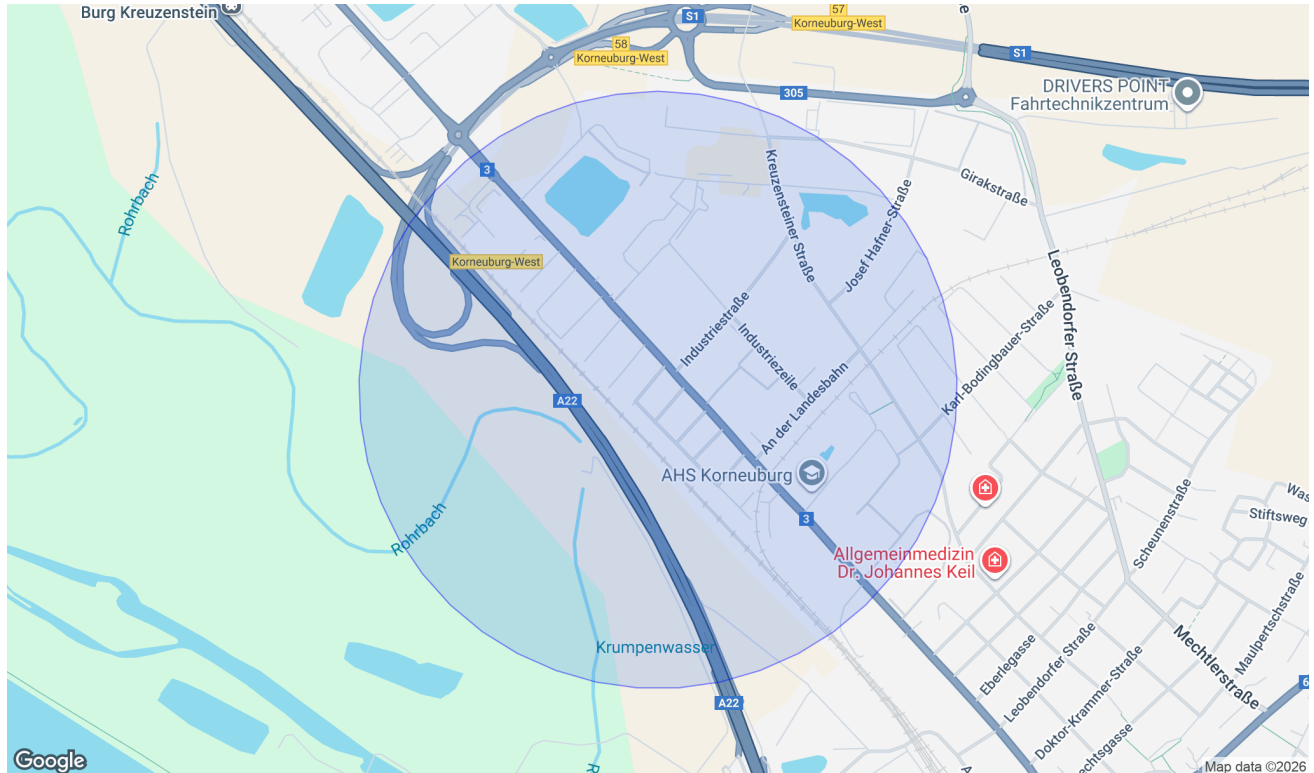 Burg Kreuzenstein
S1
57
Korneuburg-West
58
Korneuburg-West
S1
305
DRIVERS POINT
Fahrtechnikzentrum
3
Kreuzensteiner Straße
Girakstraße
Rohrbach
Josef Hafner-Straße
Korneuburg-West
Leobendorfer Straße
Industriestraße
Industriezeile
Karl-Bodingbauer-Straße
A22
An der Landesbahn
AHS Korneuburg
3
Scheunenstraße
Stiftsweg
Rohrbach
Allgemeinmedizin
Dr. Johannes Keil
Maulpertschstraße
Krumpenwasser
Eberlegasse
Leobendorfer Straße
Mechtlerstraße
Doktor-Krammer-Straße
A22
6
Google
Map data ©2026